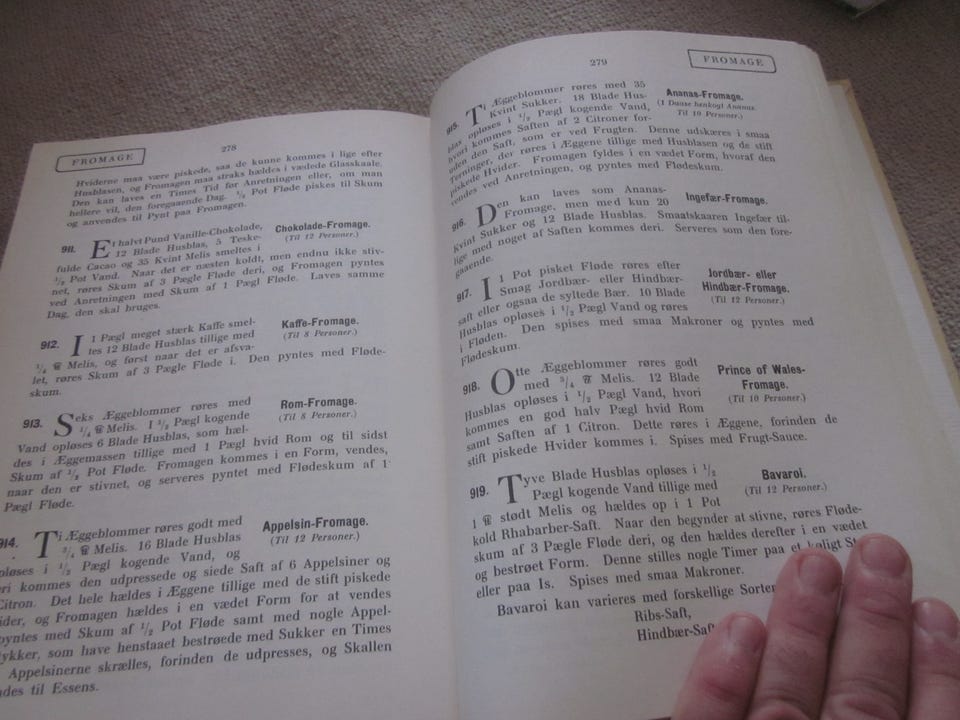 FROMAGE
278
Hviderne maa være piskede, saa de kunne kommes i lige efter
Husblasen, og Fromagen maa straks hældes i vædede Glasskaale.
Den kan laves en Times Tid før Anretningen eller, om man
hellere vil, den foregaaende Dag. ½ Pot Fløde piskes til Skum
og anvendes til Pynt paa Fromagen.
911. Et halvt Pund Vanille-Chokolade,
Chokolade-Fromage.
(Til 12 Personer.)
12 Blade Husblas, 5 Teske-
fulde Cacao og 35 Kvint Melis smeltes i
½ Pot Vand. Naar det er næsten koldt, men endnu ikke stiv-
net, røres Skum af 3 Pægle Fløde deri, og Fromagen pyntes
ved Anretningen med Skum af 1 Pægl Fløde. Laves samme
Dag, den skal bruges.
912. I 1 Pægl meget stærk Kaffe smel-
Kaffe-Fromage.
(Til 8 Personer.)
tes 12 Blade Husblas tillige med
¼ ℔ Melis, og først naar det er afsva-
let, røres Skum af 3 Pægle Fløde i. Den pyntes med Fløde-
skum.
913. Seks Æggeblommer røres med
Rom-Fromage.
(Til 8 Personer.)
¼ ℔ Melis. I ½ Pægl kogende
Vand opløses 6 Blade Husblas, som hæl-
des i Æggemassen tillige med 1 Pægl hvid Rom og til sidst
Skum af ½ Pot Fløde. Fromagen kommes i en Form, vendes,
naar den er stivnet, og serveres pyntet med Flødeskum af 1
Pægl Fløde.
914. Ti Æggeblommer røres godt med
Appelsin-Fromage.
(Til 12 Personer.)
¾ ℔ Melis. 16 Blade Husblas
opløses i ½ Pægl kogende Vand, og
deri kommes den udpressede og siede Saft af 6 Appelsiner og
Citron. Det hele hældes i Æggene tillige med de stift piskede
Hvider, og Fromagen hældes i en vædet Form for at vendes
pyntes med Skum af ½ Pot Fløde samt med nogle Appel-
stykker, som have henstaaet bestrøede med Sukker en Times
Appelsinerne skrælles, forinden de udpresses, og Skallen
til Essens.
279
FROMAGE
915. Ti Æggeblommer røres med 35
Ananas-Fromage.
(1 Daase henkogt Ananas.
Til 10 Personer.)
Kvint Sukker. 18 Blade Hus-
blas opløses i ½ Pægl kogende Vand,
hvori kommes Saften af 2 Citroner for-
uden den Saft, som er ved Frugten. Denne udskæres i smaa
Terninger, der røres i Æggene tillige med Husblasen og de stift
piskede Hvider. Fromagen fyldes i en vædet Form, hvoraf den
vendes ved Anretningen, og pyntes med Flødeskum.
916. Den kan laves som Ananas-
Ingefær-Fromage.
Fromage, men med kun 20
Kvint Sukker og 12 Blade Husblas. Smaatskaaren Ingefær til-
lige med noget af Saften kommes deri. Serveres som den fore-
gaaende.
917. I 1 Pot pisket Fløde røres efter
Jordbær- eller
Hindbær-Fromage.
(Til 12 Personer.)
Smag Jordbær- eller Hindbær-
saft eller ogsaa de syltede Bær. 10 Blade
Husblas opløses i ½ Pægl Vand og røres
i Fløden. Den spises med smaa Makroner og pyntes med
Flødeskum.
918. Otte Æggeblommer røres godt
Prince of Wales-
Fromage.
(Til 10 Personer.)
med ¾ ℔ Melis. 12 Blade
Husblas opløses i ½ Pægl Vand, hvori
kommes en god halv Pægl hvid Rom
samt Saften af 1 Citron. Dette røres i Æggene, forinden de
stift piskede Hvider kommes i. Spises med Frugt-Sauce.
919. Tyve Blade Husblas opløses i ½
Bavaroi.
(Til 12 Personer.)
Pægl kogende Vand tillige med
1 ℔ stødt Melis og hældes op i 1 Pot
kold Rhabarber-Saft. Naar den begynder at stivne, røres Fløde-
skum af 3 Pægle Fløde deri, og den hældes derefter i en vædet
og bestrøet Form. Denne stilles nogle Timer paa et køligt St
eller paa Is. Spises med smaa Makroner.
Bavaroi kan varieres med forskellige Sorter
Ribs-Saft,
Hindbær-Saf